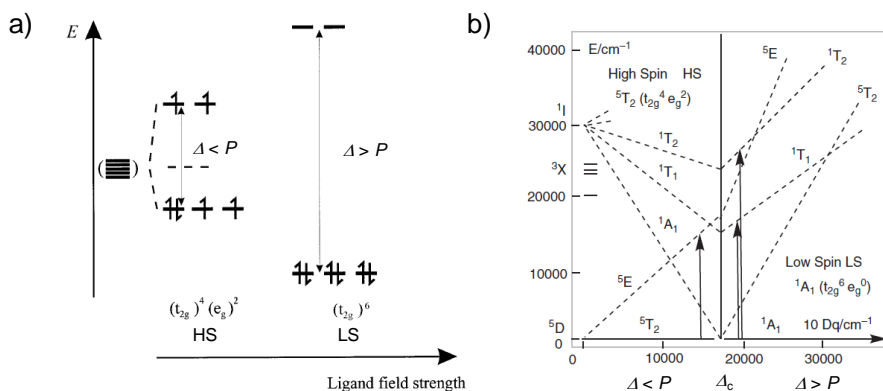 a)
E
Δ < P
Δ > P
(t₂g)⁴(eg)²
HS
(t₂g)⁶
LS
Ligand field strength
b)
40000
E/cm⁻¹
High Spin HS
⁵T₂ (t₂g⁴ eg²)
⁵E
¹T₂
⁵T₂
¹I
30000
¹T₂
¹T₁
³X
¹T₁
20000
¹A₁
10000
⁵E
Low Spin LS
¹A₁ (t₂g⁶ eg⁰)
⁵D
⁵T₂
¹A₁
10 Dq/cm⁻¹
0
0
10000
20000
30000
Δ < P
Δc
Δ > P